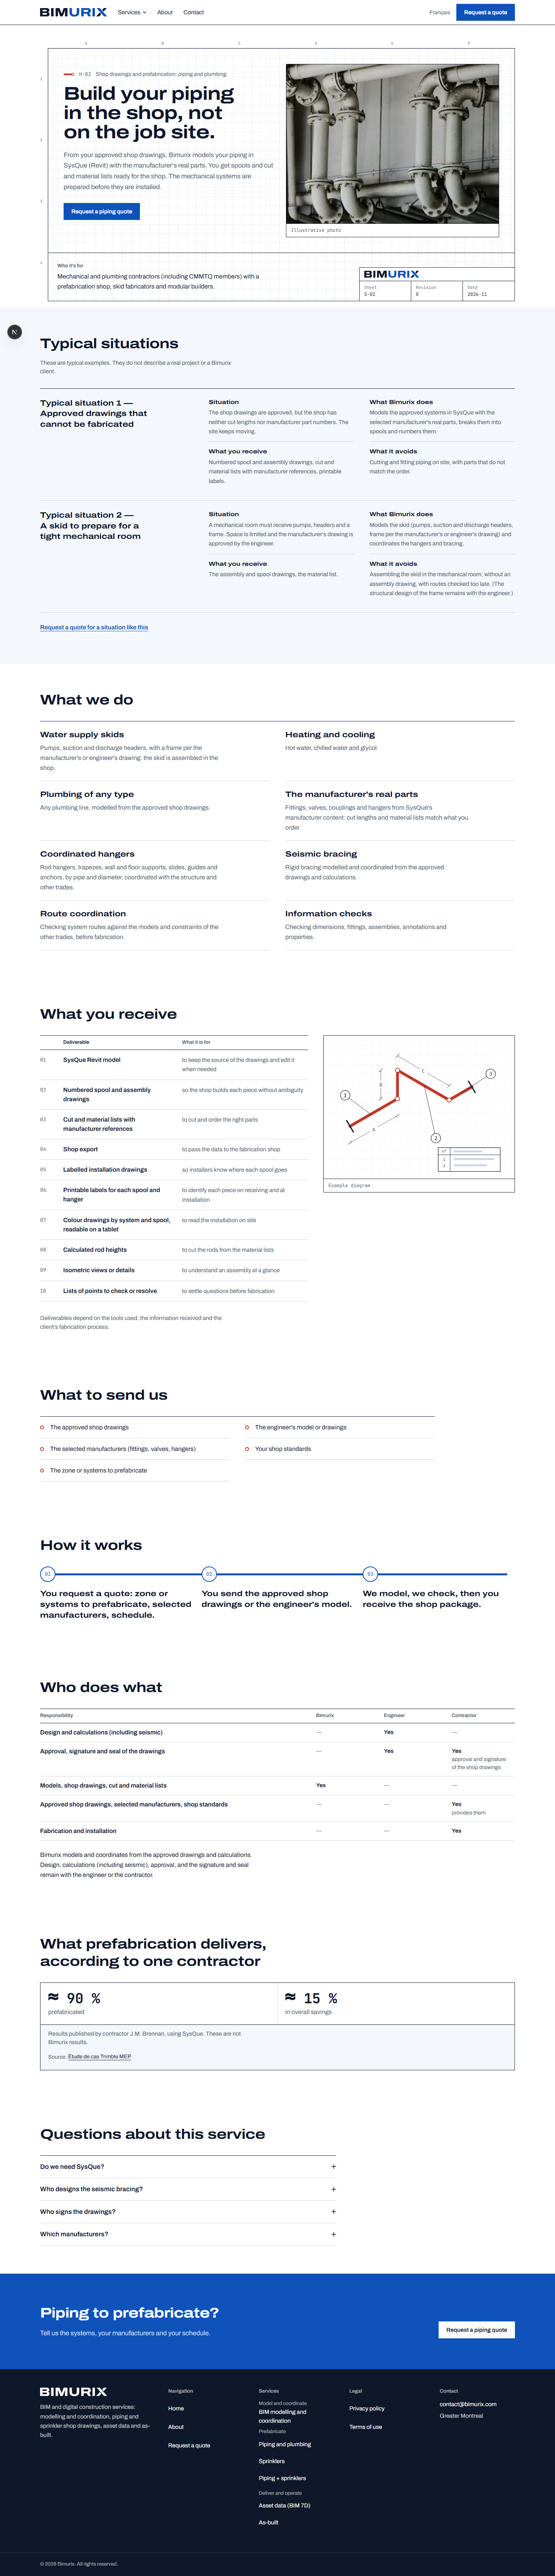 BIMURIX
Services
About
Contact
Français
Request a quote
A B C D E F
1
2
3
4
H-02 Shop drawings and prefabrication: piping and plumbing
Build your piping
in the shop, not
on the job site.
From your approved shop drawings, Bimurix models your piping in
SysQue (Revit) with the manufacturer's real parts. You get spools and cut
and material lists ready for the shop. The mechanical systems are
prepared before they are installed.
Request a piping quote
Illustrative photo
Who it's for
Mechanical and plumbing contractors (including CMMTQ members) with a
prefabrication shop, skid fabricators and modular builders.
BIMURIX
Sheet
S-02
Revision
0
Date
2026-11
Typical situations
These are typical examples. They do not describe a real project or a Bimurix
client.
Typical situation 1 —
Approved drawings that
cannot be fabricated
Situation
The shop drawings are approved, but the shop has
neither cut lengths nor manufacturer part numbers. The
site keeps moving.
What Bimurix does
Models the approved systems in SysQue with the
selected manufacturer's real parts, breaks them into
spools and numbers them.
What you receive
Numbered spool and assembly drawings, cut and
material lists with manufacturer references, printable
labels.
What it avoids
Cutting and fitting piping on site, with parts that do not
match the order.
Typical situation 2 —
A skid to prepare for a
tight mechanical room
Situation
A mechanical room must receive pumps, headers and a
frame. Space is limited and the manufacturer's drawing is
approved by the engineer.
What Bimurix does
Models the skid (pumps, suction and discharge headers,
frame per the manufacturer's or engineer's drawing) and
coordinates the hangers and bracing.
What you receive
The assembly and spool drawings, the material list.
What it avoids
Assembling the skid in the mechanical room, without an
assembly drawing, with routes checked too late. (The
structural design of the frame remains with the engineer.)
Request a quote for a situation like this
What we do
Water supply skids
Pumps, suction and discharge headers, with a frame per the
manufacturer's or engineer's drawing: the skid is assembled in the
shop.
Heating and cooling
Hot water, chilled water and glycol.
Plumbing of any type
Any plumbing line, modelled from the approved shop drawings.
The manufacturer's real parts
Fittings, valves, couplings and hangers from SysQue's
manufacturer content: cut lengths and material lists match what you
order.
Coordinated hangers
Rod hangers, trapezes, wall and floor supports, slides, guides and
anchors, by pipe and diameter, coordinated with the structure and
other trades.
Seismic bracing
Rigid bracing modelled and coordinated from the approved
drawings and calculations.
Route coordination
Checking system routes against the models and constraints of the
other trades, before fabrication.
Information checks
Checking dimensions, fittings, assemblies, annotations and
properties.
What you receive
Deliverable
What it is for
01 SysQue Revit model to keep the source of the drawings and edit it
when needed
02 Numbered spool and assembly
drawings
so the shop builds each piece without ambiguity
03 Cut and material lists with
manufacturer references
to cut and order the right parts
04 Shop export to pass the data to the fabrication shop
05 Labelled installation drawings so installers know where each spool goes
06 Printable labels for each spool and
hanger
to identify each piece on receiving and at
installation
07 Colour drawings by system and spool,
readable on a tablet
to read the installation on site
08 Calculated rod heights to cut the rods from the material lists
09 Isometric views or details to understand an assembly at a glance
10 Lists of points to check or resolve to settle questions before fabrication
1
2
3
A
B
C
1
2
Example diagram
Deliverables depend on the tools used, the information received and the
client's fabrication process.
What to send us
The approved shop drawings
The engineer's model or drawings
The selected manufacturers (fittings, valves, hangers)
Your shop standards
The zone or systems to prefabricate
How it works
01
02
03
You request a quote: zone or
systems to prefabricate, selected
manufacturers, schedule.
You send the approved shop
drawings or the engineer's model.
We model, we check, then you
receive the shop package.
Who does what
Responsibility Bimurix Engineer Contractor
Design and calculations (including seismic) — Yes —
Approval, signature and seal of the drawings — Yes Yes
approval and signature
of the shop drawings
Models, shop drawings, cut and material lists Yes — —
Approved shop drawings, selected manufacturers, shop standards — — Yes
provides them
Fabrication and installation — — Yes
Bimurix models and coordinates from the approved drawings and calculations.
Design, calculations (including seismic), approval, and the signature and seal
remain with the engineer or the contractor.
What prefabrication delivers,
according to one contractor
≈ 90 %
prefabricated
≈ 15 %
in overall savings
Results published by contractor J.M. Brennan, using SysQue. These are not
Bimurix results.
Source: Étude de cas Trimble MEP
Questions about this service
Do we need SysQue? +
Who designs the seismic bracing? +
Who signs the drawings? +
Which manufacturers? +
Piping to prefabricate?
Tell us the systems, your manufacturers and your schedule.
Request a piping quote
BIMURIX
BIM and digital construction services:
modelling and coordination, piping and
sprinkler shop drawings, asset data and as-
built.
Navigation
Home
About
Request a quote
Services
Model and coordinate
BIM modelling and
coordination
Prefabricate
Piping and plumbing
Sprinklers
Piping + sprinklers
Deliver and operate
Asset data (BIM 7D)
As-built
Legal
Privacy policy
Terms of use
Contact
contact@bimurix.com
Greater Montreal
© 2026 Bimurix. All rights reserved.